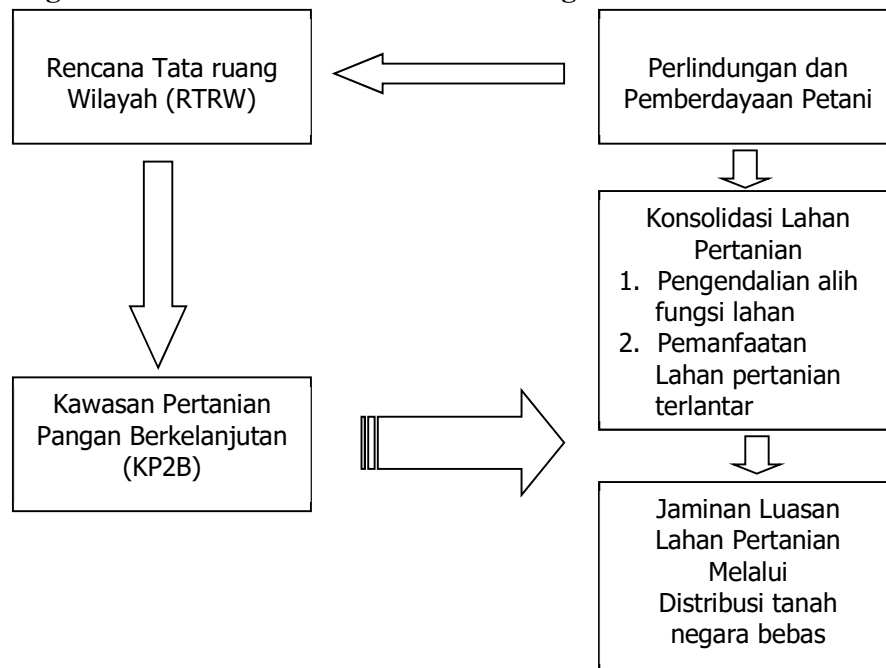 Rencana Tata ruang
Wilayah (RTRW)
Perlindungan dan
Pemberdayaan Petani
Konsolidasi Lahan
Pertanian
1. Pengendalian alih
fungsi lahan
2. Pemanfaatan
Lahan pertanian
terlantar
Kawasan Pertanian
Pangan Berkelanjutan
(KP2B)
Jaminan Luasan
Lahan Pertanian
Melalui
Distribusi tanah
negara bebas